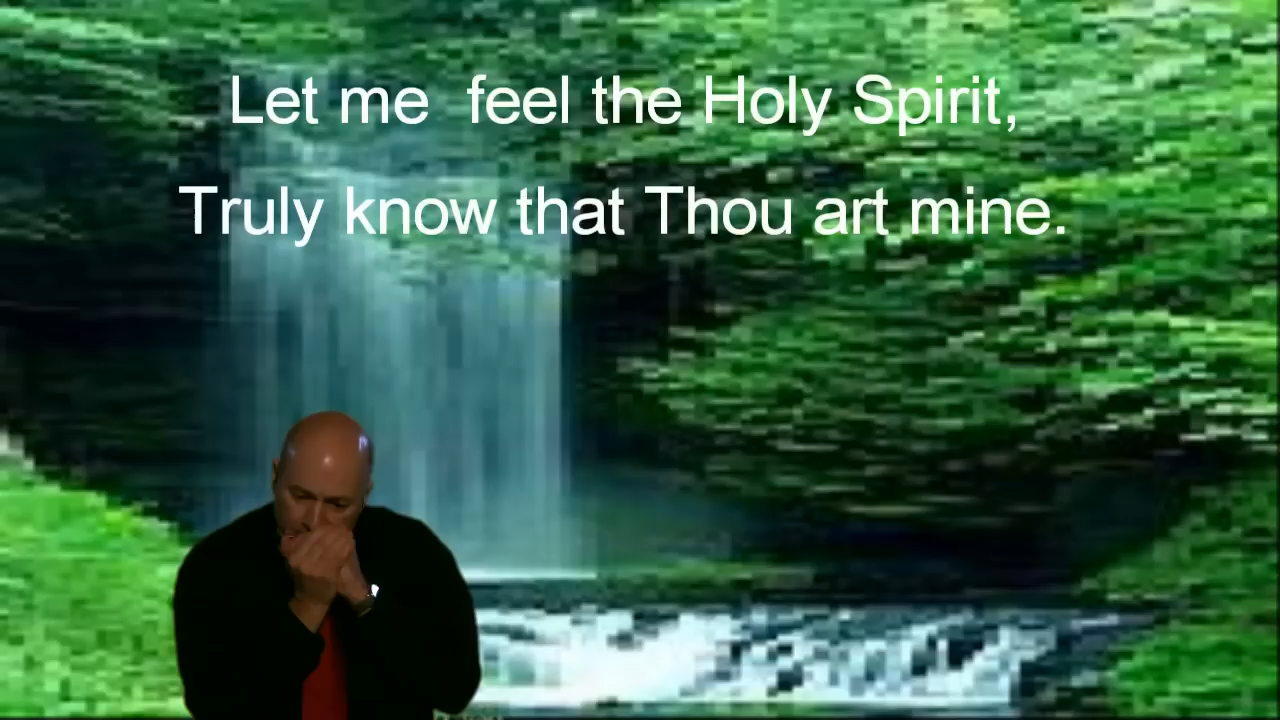 Let me  feel the Holy Spirit,
Truly know that Thou art mine.